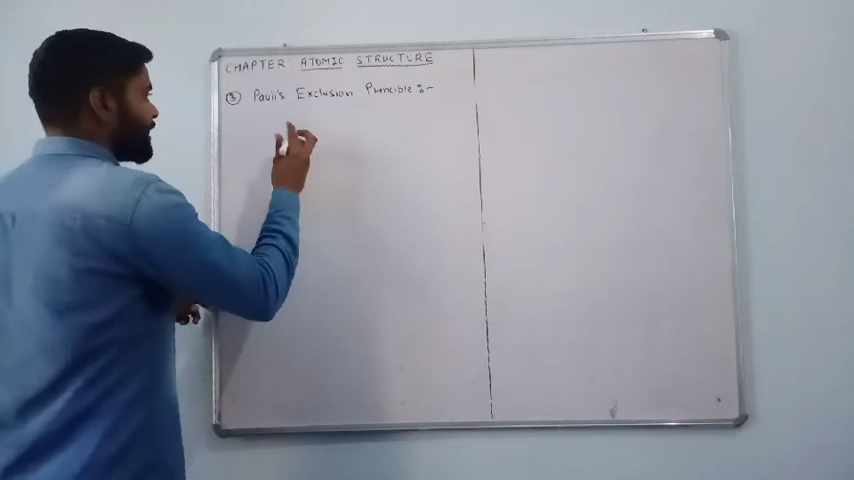 CHAPTER: ATOMIC STRUCTURE
③ Pauli's Exclusion Principle :-